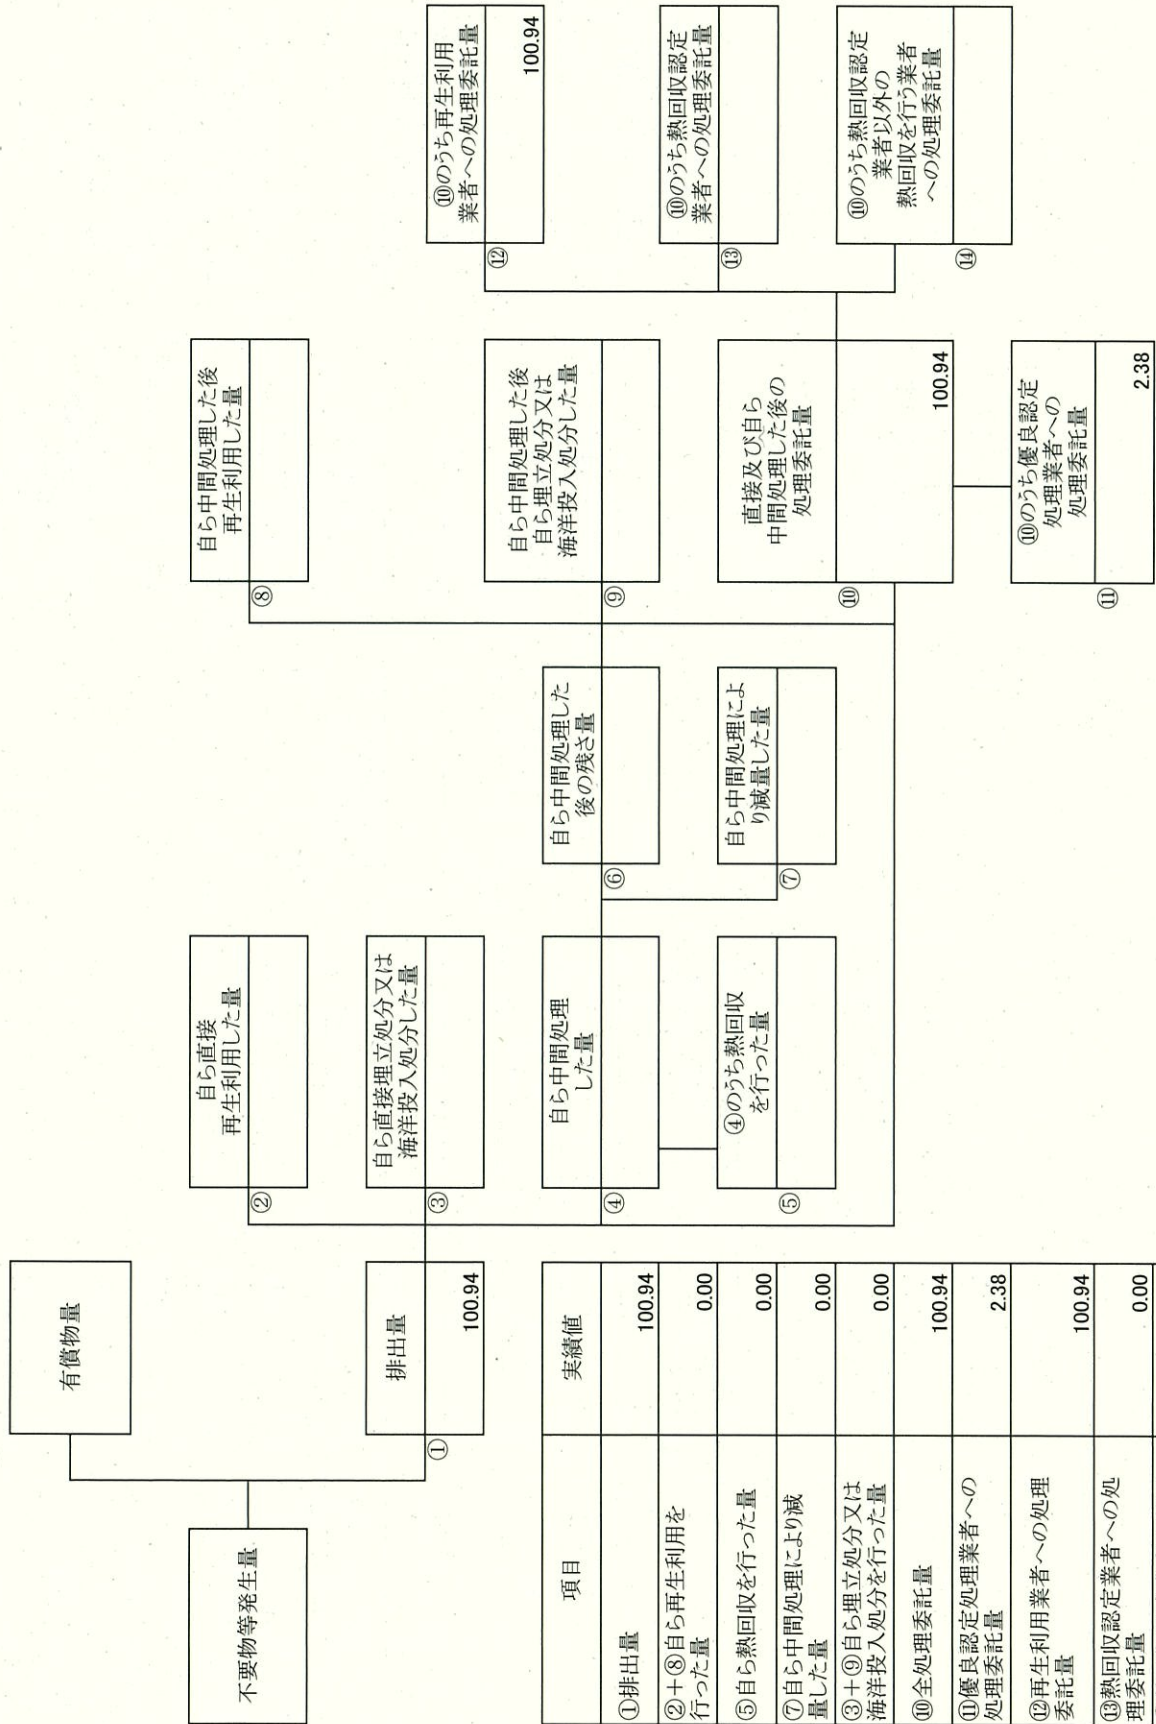 有償物量
不要物等発生量
排出量
①
100.94
自ら直接
再生利用した量
②
自ら直接埋立処分又は
海洋投入処分した量
③
自ら中間処理
した量
④
④のうち熱回収
を行った量
⑤
自ら中間処理した
後の残さ量
⑥
自ら中間処理によ
り減量した量
⑦
自ら中間処理した後
再生利用した量
⑧
自ら中間処理した後
自ら埋立処分又は
海洋投入処分した量
⑨
直接及び自ら
中間処理した後の
処理委託量
⑩
100.94
⑩のうち優良認定
処理業者への
処理委託量
⑪
2.38
⑩のうち再生利用
業者への処理委託量
⑫
100.94
⑩のうち熱回収認定
業者への処理委託量
⑬
⑩のうち熱回収認定
業者以外の
熱回収を行う業者
への処理委託量
⑭
項目 実績値
①排出量 100.94
②+⑧自ら再生利用を
行った量 0.00
⑤自ら熱回収を行った量 0.00
⑦自ら中間処理により減
量した量 0.00
③+⑨自ら埋立処分又は
海洋投入処分を行った量 0.00
⑩全処理委託量 100.94
⑪優良認定処理業者への
処理委託量 2.38
⑫再生利用業者への処理
委託量 100.94
⑬熱回収認定業者への処
理委託量 0.00